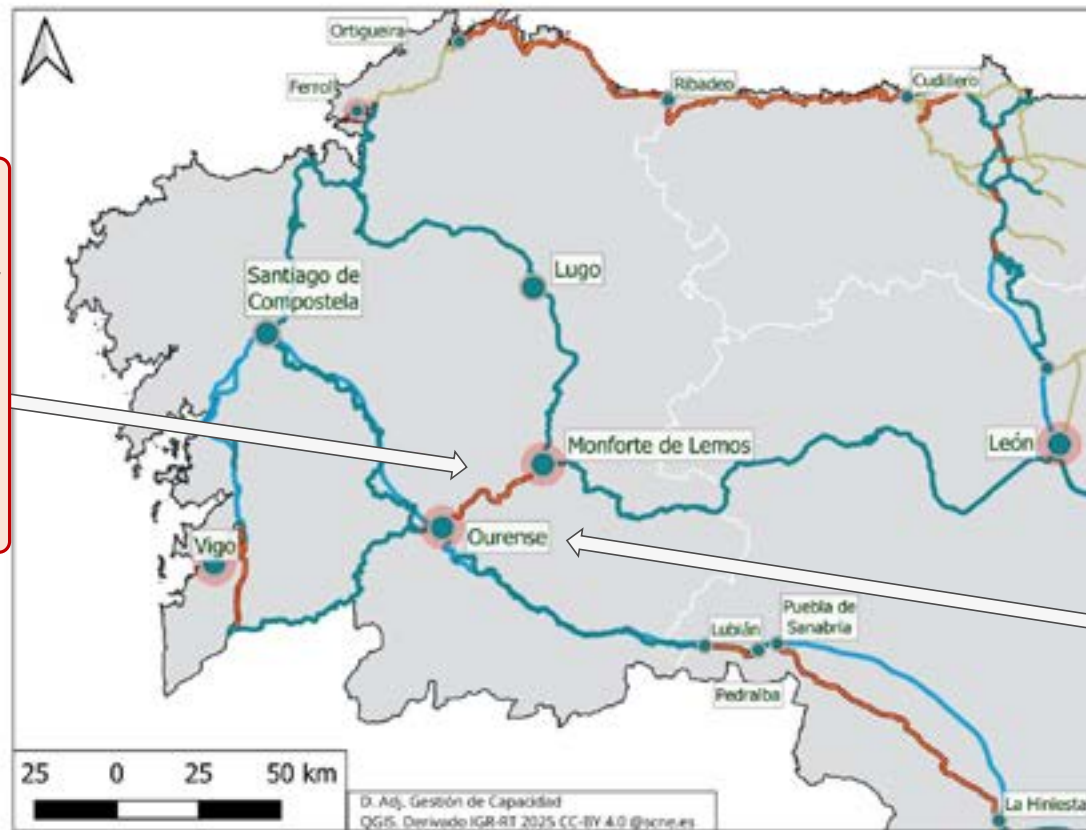 Ortigueira
Ferrol
Ribadeo
Cudillero
Santiago de
Compostela
Lugo
Monforte de Lemos
León
Vigo
Ourense
Lubián
Puebla de
Sanabria
Pedralba
La Hiniesta
25 0 25 50 km
D. Adj. Gestión de Capacidad
QGIS. Derivado IGR-RT 2025 CC-BY 4.0 @scne.es